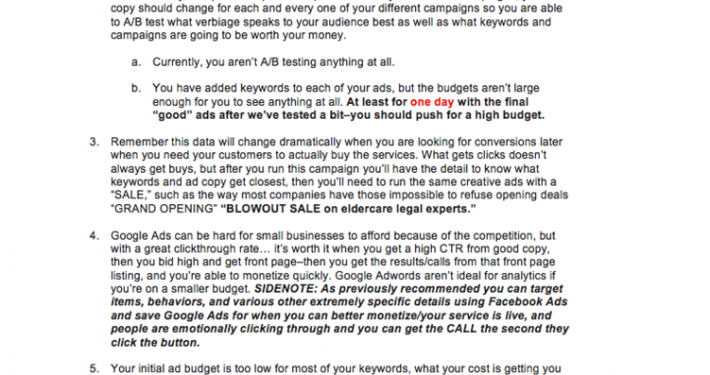 copy should change for each and every one of your different campaigns so you are able
to A/B test what verbiage speaks to your audience best as well as what keywords and
campaigns are going to be worth your money.
a. Currently, you aren’t A/B testing anything at all.
b. You have added keywords to each of your ads, but the budgets aren’t large
enough for you to see anything at all. At least for one day with the final
“good” ads after we’ve tested a bit–you should push for a high budget.
3. Remember this data will change dramatically when you are looking for conversions later
when you need your customers to actually buy the services. What gets clicks doesn’t
always get buys, but after you run this campaign you’ll have the detail to know what
keywords and ad copy get closest, then you’ll need to run the same creative ads with a
“SALE,” such as the way most companies have those impossible to refuse opening deals
“GRAND OPENING” “BLOWOUT SALE on eldercare legal experts.”
4. Google Ads can be hard for small businesses to afford because of the competition, but
with a great clickthrough rate… it’s worth it when you get a high CTR from good copy,
then you bid high and get front page–then you get the results/calls from that front page
listing, and you’re able to monetize quickly. Google Adwords aren’t ideal for analytics if
you’re on a smaller budget. SIDENOTE: As previously recommended you can target
items, behaviors, and various other extremely specific details using Facebook Ads
and save Google Ads for when you can better monetize/your service is live, and
people are emotionally clicking through and you can get the CALL the second they
click the button.
5. Your initial ad budget is too low for most of your keywords, what your cost is getting you